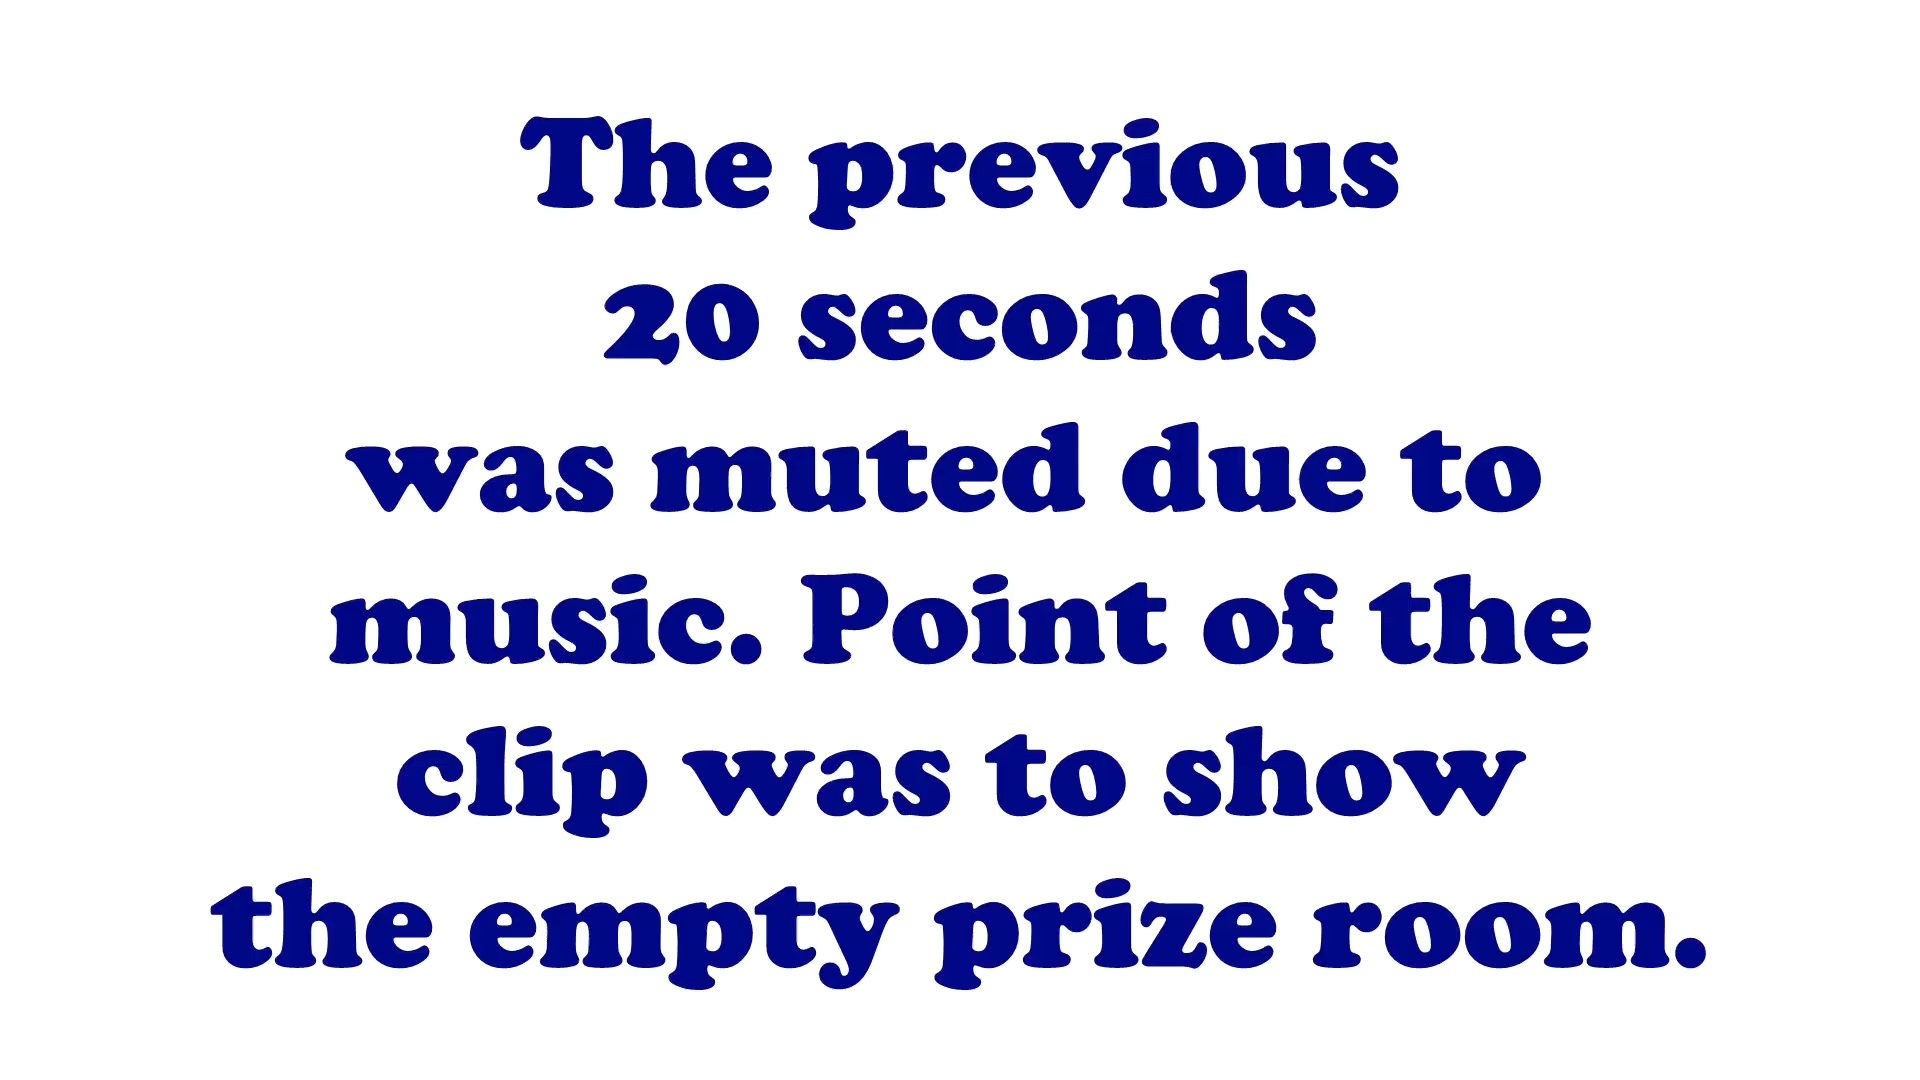 The previous
20 seconds
was muted due to
music. Point of the
clip was to show
the empty prize room.